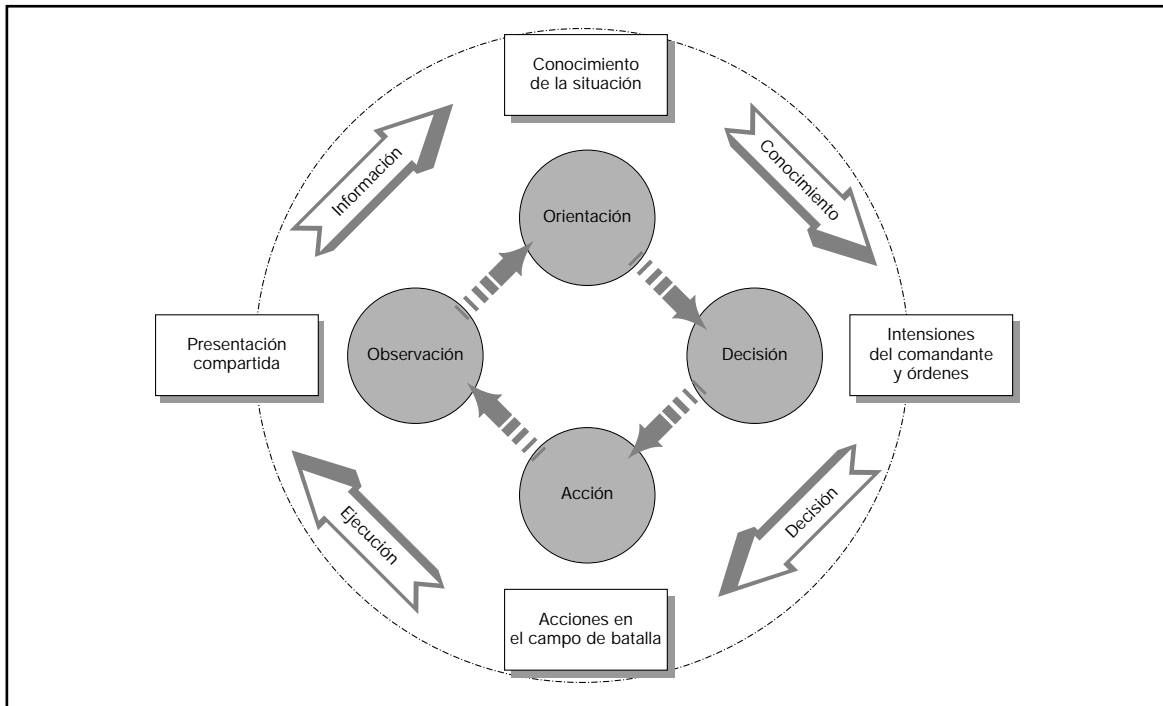 Conocimiento
de la situación
Información
Conocimiento
Orientación
Presentación
compartida
Observación
Decisión
Intensiones
del comandante
y órdenes
Acción
Ejecución
Decisión
Acciones en
el campo de batalla